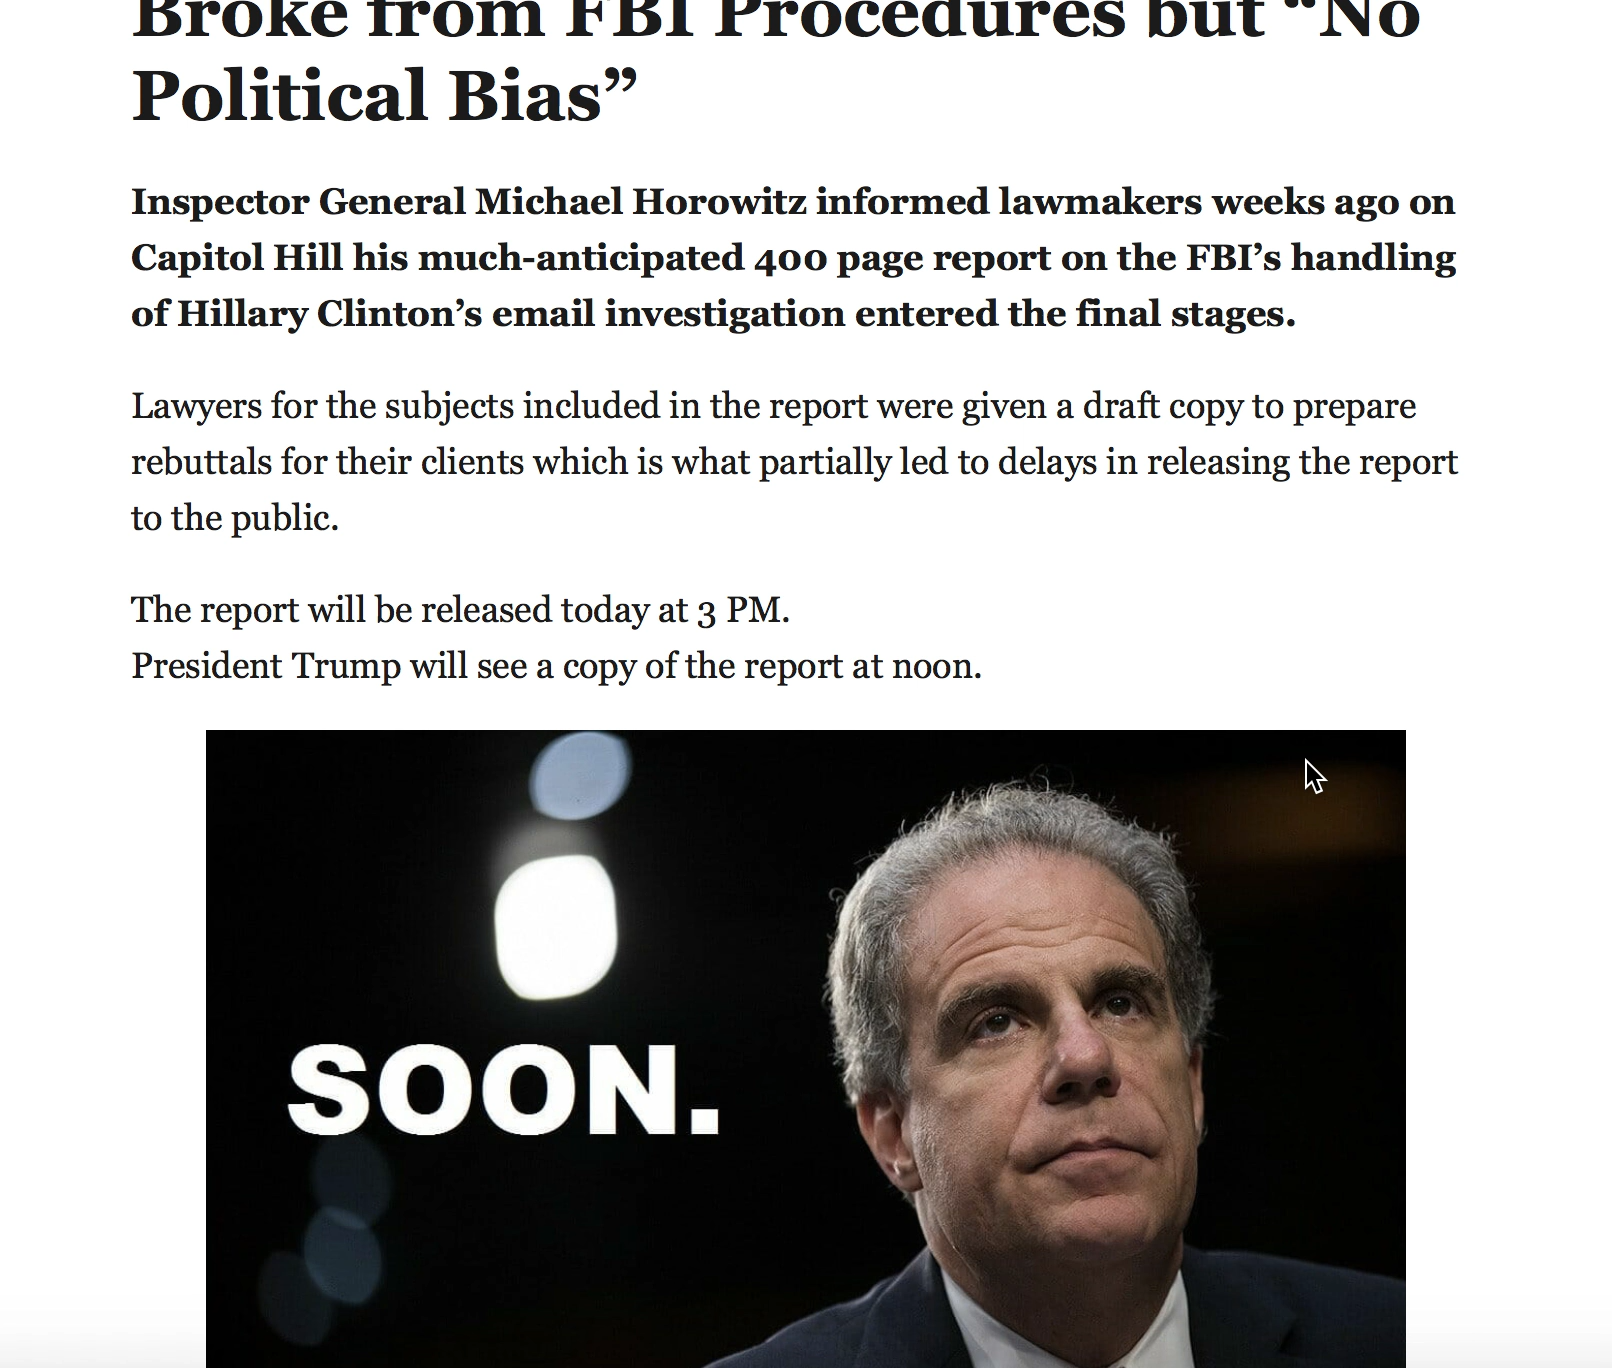 Broke from FBI Procedures but “No
Political Bias”
Inspector General Michael Horowitz informed lawmakers weeks ago on
Capitol Hill his much-anticipated 400 page report on the FBI’s handling
of Hillary Clinton’s email investigation entered the final stages.
Lawyers for the subjects included in the report were given a draft copy to prepare
rebuttals for their clients which is what partially led to delays in releasing the report
to the public.
The report will be released today at 3 PM.
President Trump will see a copy of the report at noon.
SOON.